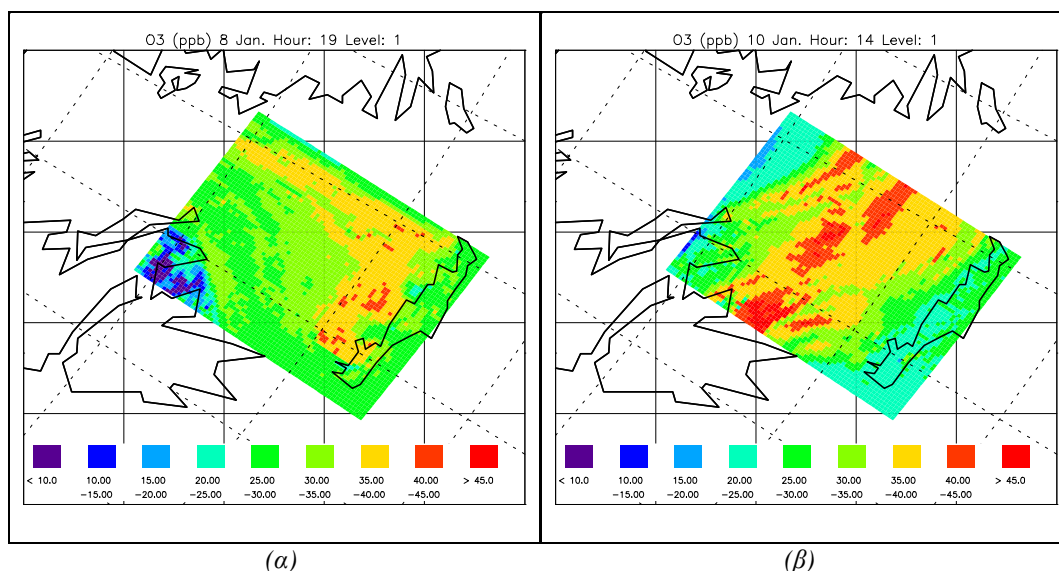 O3 (ppb) 8 Jan. Hour: 19 Level: 1
< 10.0 10.00 15.00 20.00 25.00 30.00 35.00 40.00 > 45.0
-15.00 -20.00 -25.00 -30.00 -35.00 -40.00 -45.00
(α)
O3 (ppb) 10 Jan. Hour: 14 Level: 1
< 10.0 10.00 15.00 20.00 25.00 30.00 35.00 40.00 > 45.0
-15.00 -20.00 -25.00 -30.00 -35.00 -40.00 -45.00
(β)